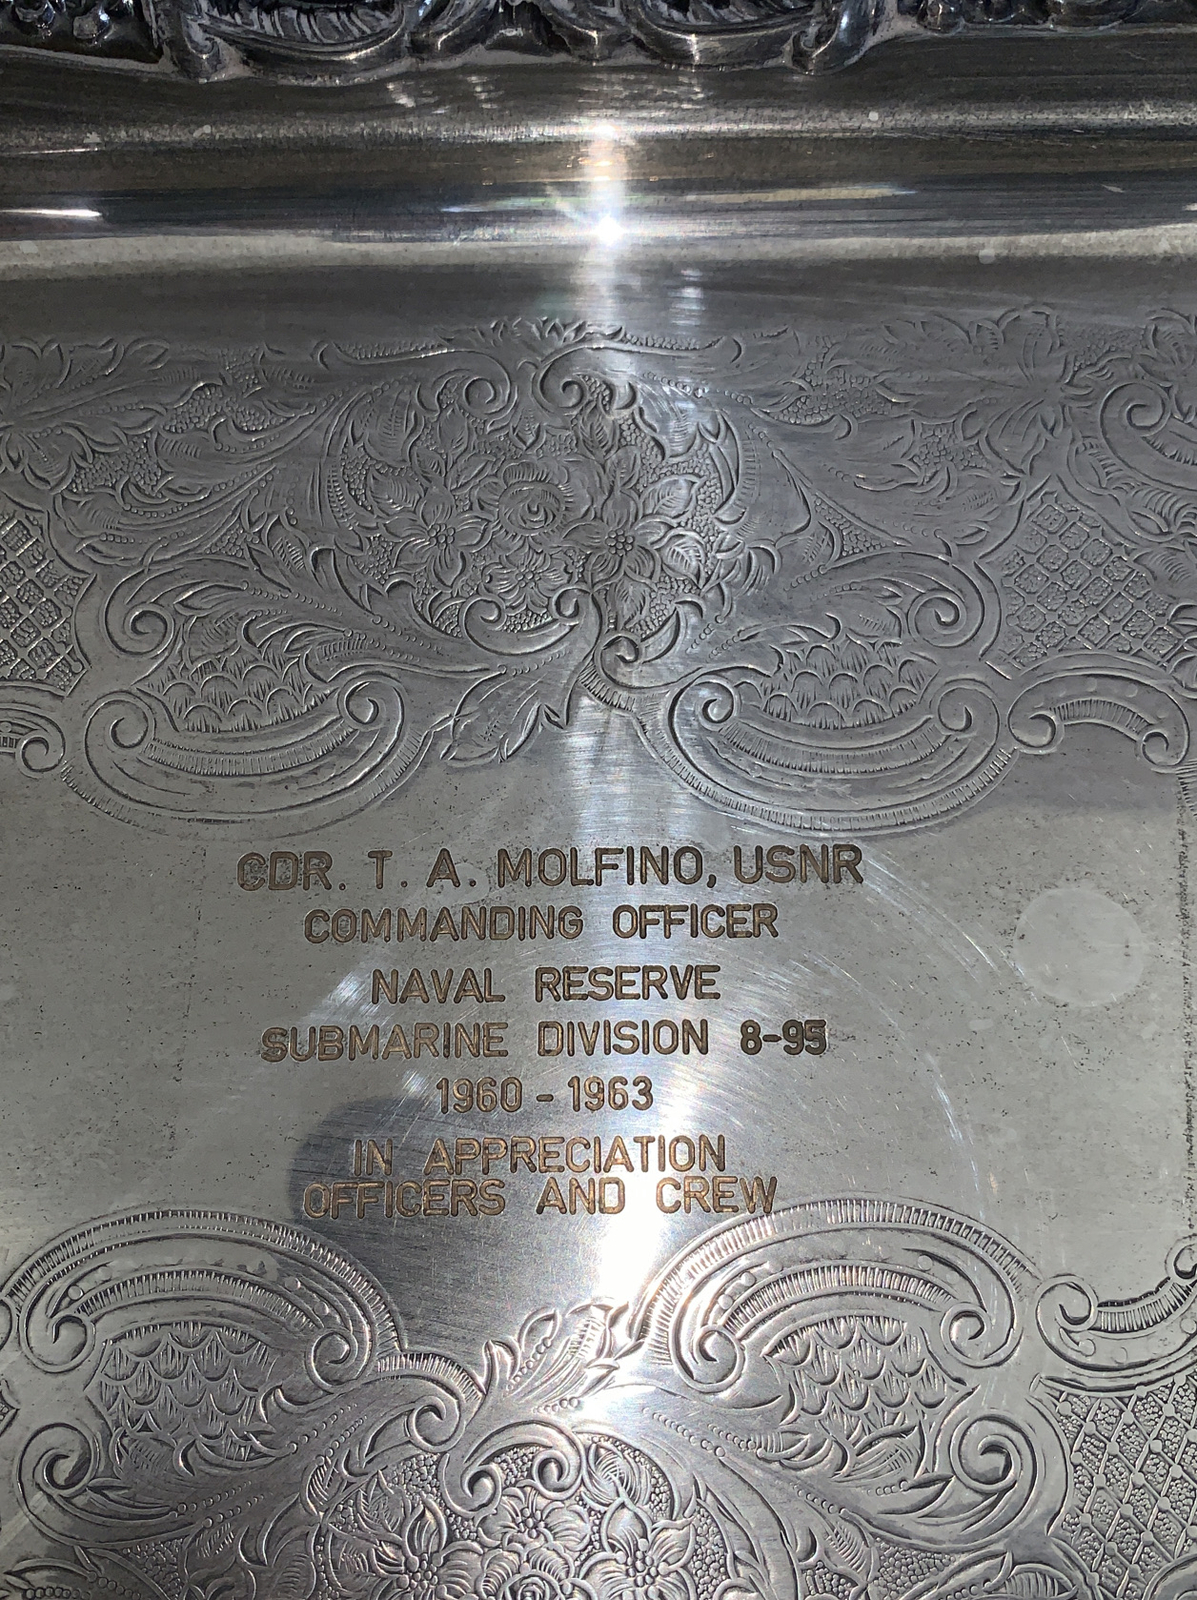 CDR. T. A. MOLFINO, USNR
COMMANDING OFFICER
NAVAL RESERVE
SUBMARINE DIVISION 8-95
1960 - 1963
IN APPRECIATION
OFFICERS AND CREW